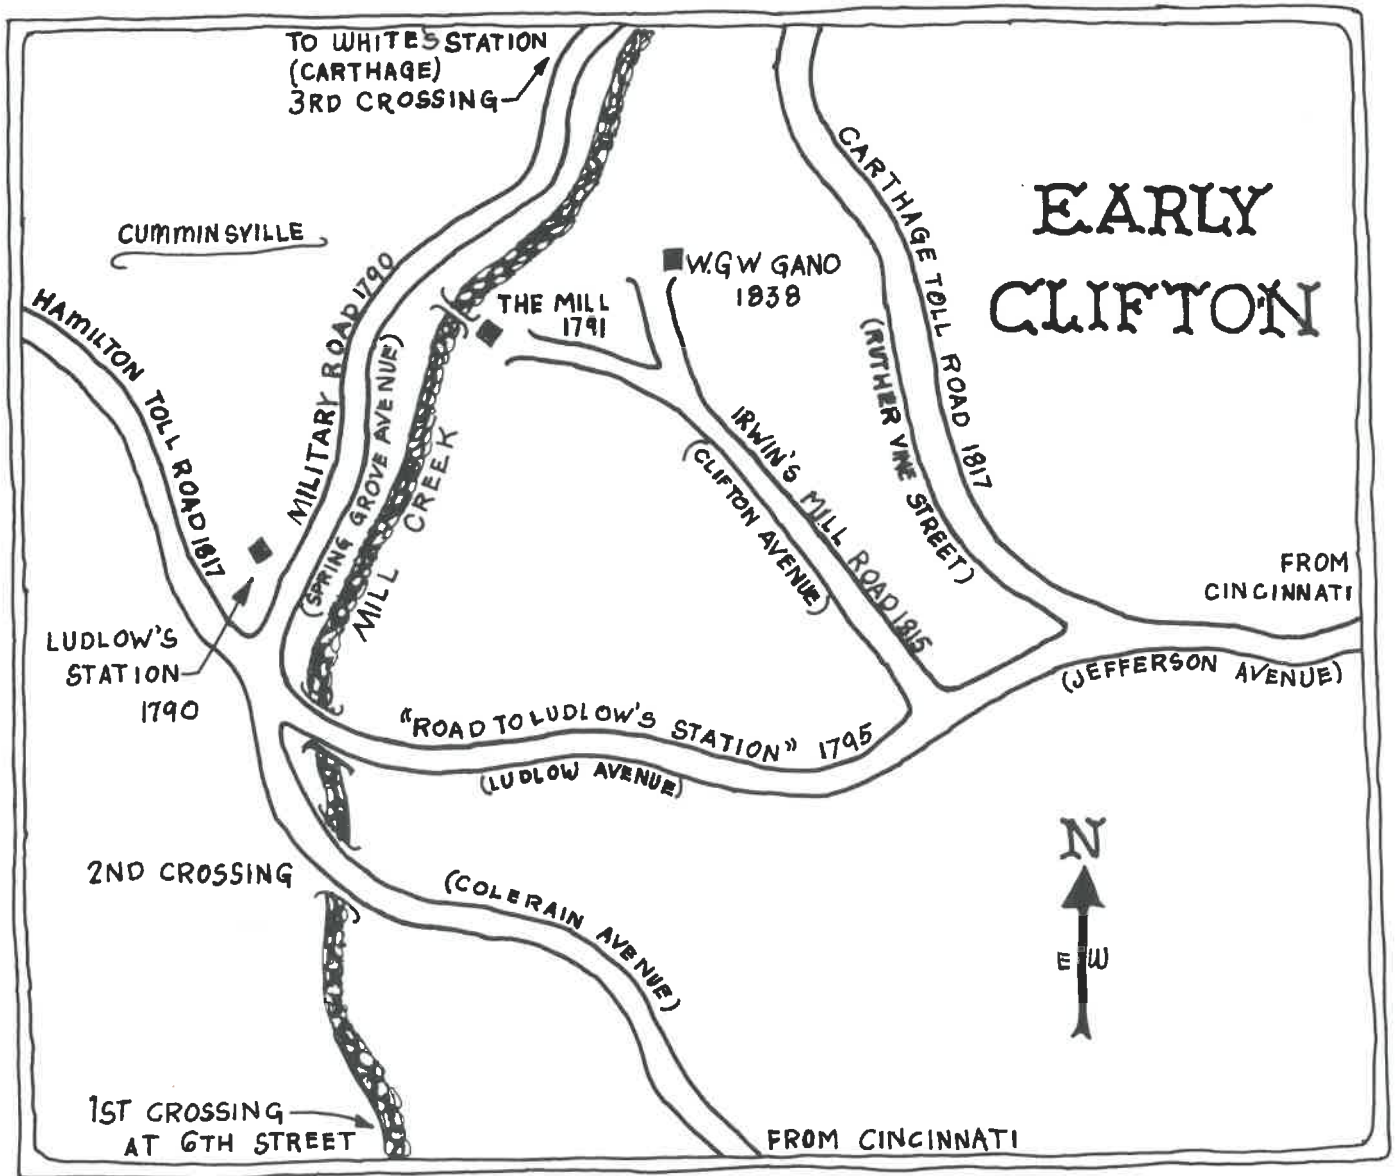 TO WHITE'S STATION
(CARTHAGE)
3RD CROSSING
EARLY
CLIFTON
CARTHAGE TOLL ROAD 1817
(RUTHER VINE STREET)
CUMMINSVILLE
W.G W GANO
1838
HAMILTON TOLL ROAD 1817
MILITARY ROAD 1790
(SPRING GROVE AVENUE)
THE MILL
1791
MILL CREEK
IRWIN'S MILL ROAD 1815
(CLIFTON AVENUE)
FROM
CINCINNATI
LUDLOW'S
STATION
1790
(JEFFERSON AVENUE)
"ROAD TO LUDLOW'S STATION" 1795
(LUDLOW AVENUE)
N
E W
2ND CROSSING
(COLERAIN AVENUE)
1ST CROSSING
AT 6TH STREET
FROM CINCINNATI